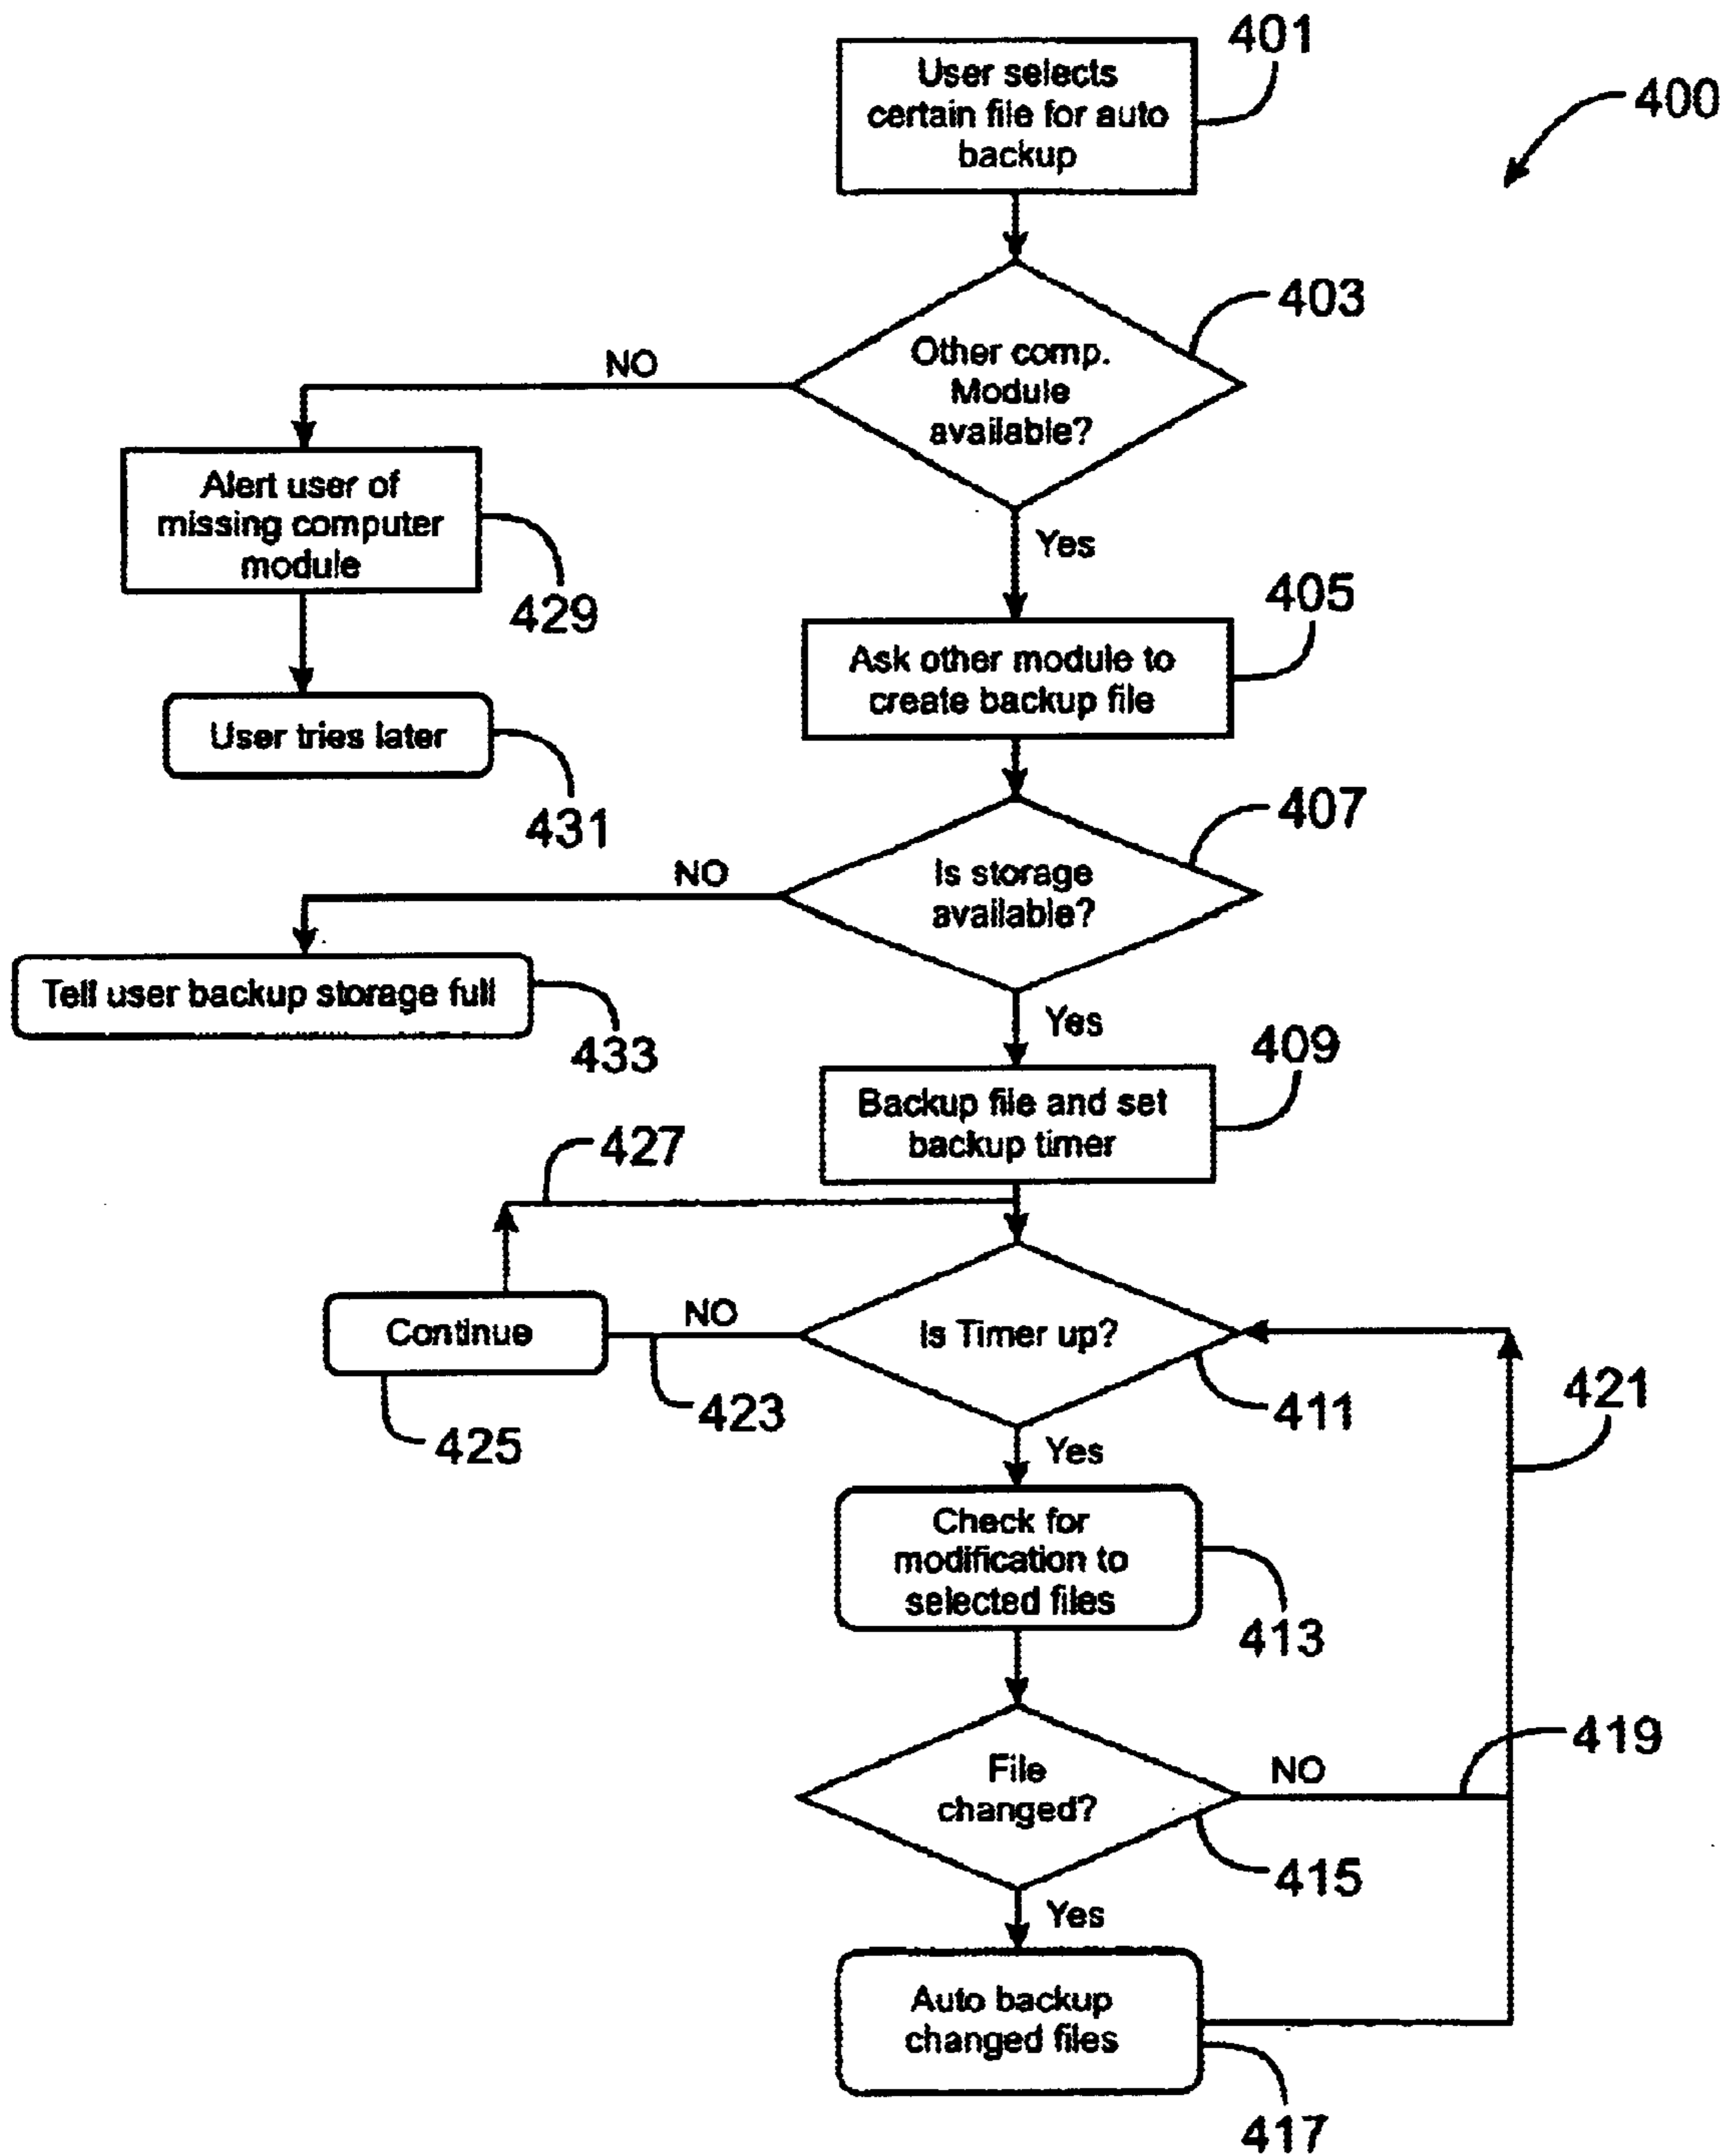 401
User selects
certain file for auto
backup
400
403
Other comp.
Module
available?
NO
Yes
Alert user of
missing computer
module
429
405
Ask other module to
create backup file
User tries later
431
407
Is storage
available?
NO
Yes
Tell user backup storage full
433
409
Backup file and set
backup timer
427
Is Timer up?
NO
Continue
423
425
411
421
Yes
Check for
modification to
selected files
413
File
changed?
NO
419
415
Yes
Auto backup
changed files
417